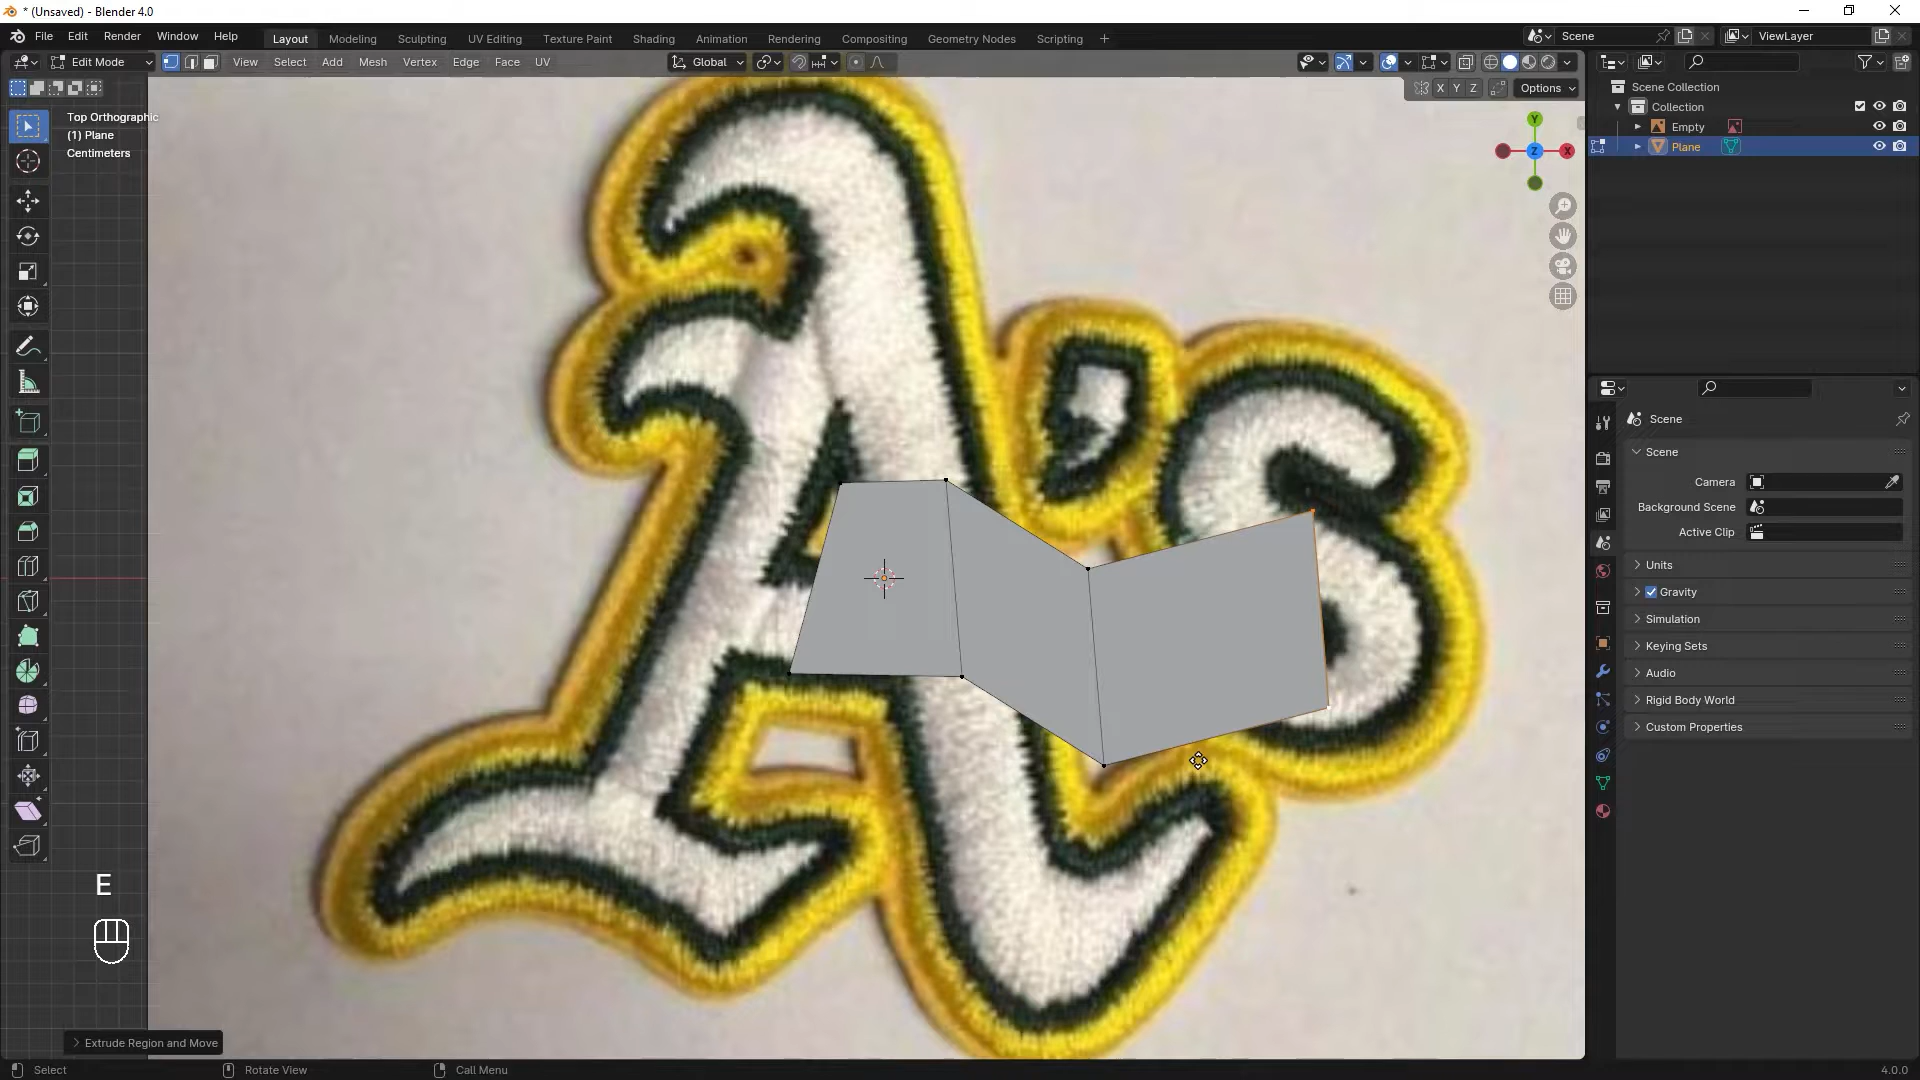 * (Unsaved) - Blender 4.0
File Edit Render Window Help
Layout Modeling Sculpting UV Editing Texture Paint Shading Animation Rendering Compositing Geometry Nodes Scripting +
Scene
ViewLayer
Edit Mode
View Select Add Mesh Vertex Edge Face UV
Global
X Y Z
Options
Top Orthographic
(1) Plane
Centimeters
Y
Z
X
A's
E
Extrude Region and Move
Scene Collection
Collection
Empty
Plane
Scene
Scene
Camera
Background Scene
Active Clip
Units
Gravity
Simulation
Keying Sets
Audio
Rigid Body World
Custom Properties
Select
Rotate View
Call Menu
4.0.0